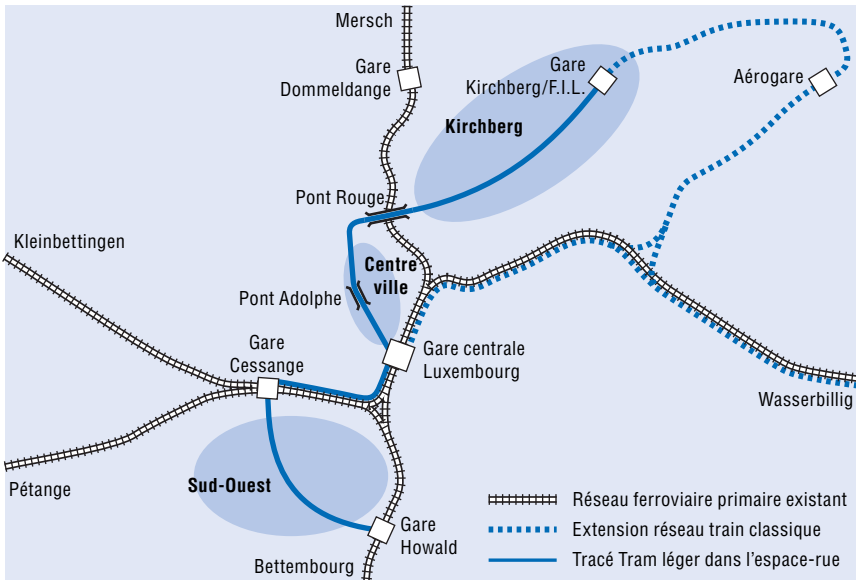 Mersch
Gare
Dommeldange
Gare
Kirchberg/F.I.L.
Aérogare
Kirchberg
Pont Rouge
Kleinbettingen
Centre
ville
Pont Adolphe
Gare
Cessange
Gare centrale
Luxembourg
Wasserbillig
Sud-Ouest
Pétange
Gare
Howald
Bettembourg
Réseau ferroviaire primaire existant
Extension réseau train classique
Tracé Tram léger dans l'espace-rue